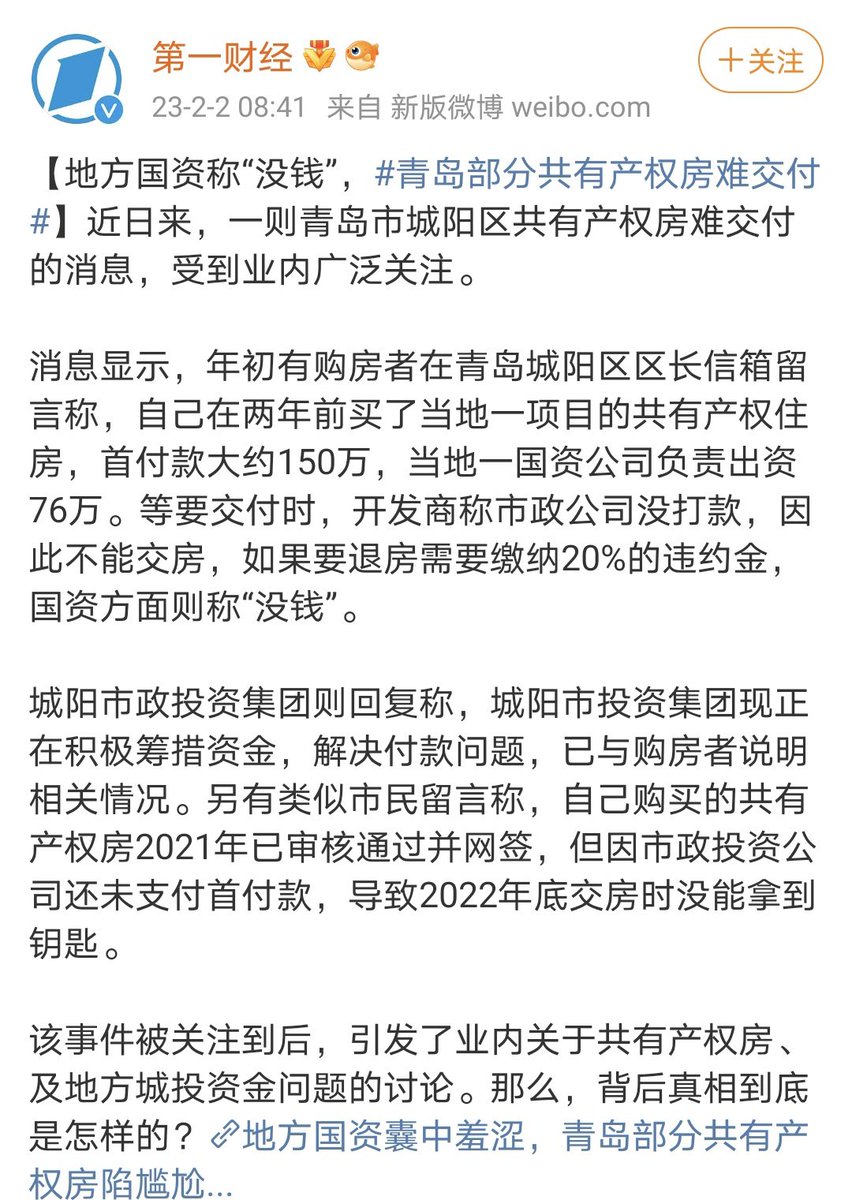 第一财经
+关注
23-2-2 08:41 来自 新版微博 weibo.com
【地方国资称“没钱”，#青岛部分共有产权房难交付
#】近日来，一则青岛市城阳区共有产权房难交付
的消息，受到业内广泛关注。
消息显示，年初有购房者在青岛城阳区区长信箱留
言称，自己在两年前买了当地一项目的共有产权住
房，首付款大约150万，当地一国资公司负责出资
76万。等要交付时，开发商称市政公司没打款，因
此不能交房，如果要退房需要缴纳20%的违约金，
国资方面则称“没钱”。
城阳市政投资集团则回复称，城阳市投资集团现正
在积极筹措资金，解决付款问题，已与购房者说明
相关情况。另有类似市民留言称，自己购买的共有
产权房2021年已审核通过并网签，但因市政投资公
司还未支付首付款，导致2022年底交房时没能拿到
钥匙。
该事件被关注到后，引发了业内关于共有产权房、
及地方城投资金问题的讨论。那么，背后真相到底
是怎样的？地方国资囊中羞涩，青岛部分共有产
权房陷尴尬...